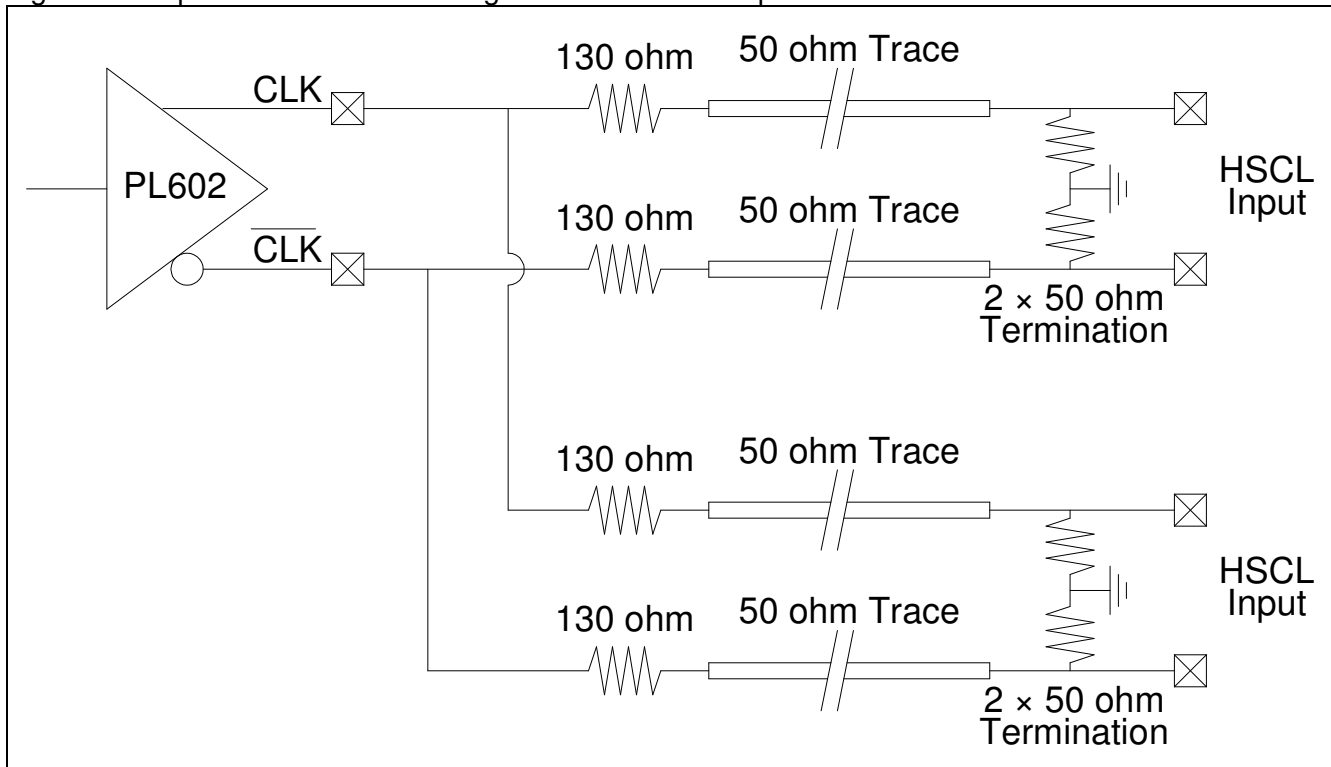 130 ohm
50 ohm Trace
CLK
PL602
HSCL
Input
130 ohm
50 ohm Trace
CLK
2 × 50 ohm
Termination
130 ohm
50 ohm Trace
HSCL
Input
130 ohm
50 ohm Trace
2 × 50 ohm
Termination